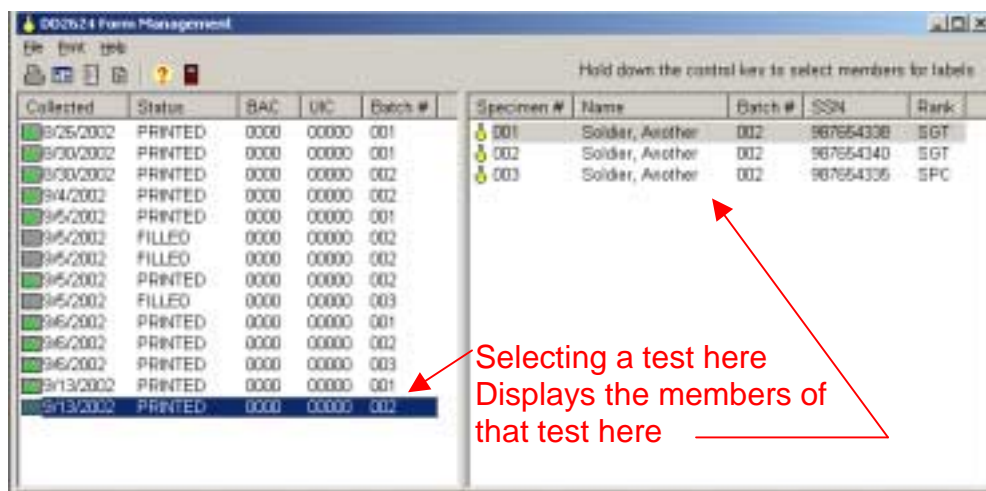 DD2624 Form Management
File Print Help
Hold down the control key to select members for labels
Collected Status BAC UIC Batch #
8/26/2002 PRINTED 0000 00000 001
8/30/2002 PRINTED 0000 00000 001
8/30/2002 PRINTED 0000 00000 002
9/4/2002 PRINTED 0000 00000 002
9/5/2002 PRINTED 0000 00000 001
9/5/2002 FILLED 0000 00000 002
9/5/2002 FILLED 0000 00000 002
9/5/2002 PRINTED 0000 00000 002
9/5/2002 FILLED 0000 00000 003
9/6/2002 PRINTED 0000 00000 001
9/6/2002 PRINTED 0000 00000 002
9/6/2002 PRINTED 0000 00000 003
9/13/2002 PRINTED 0000 00000 001
9/13/2002 PRINTED 0000 00000 002
Specimen # Name Batch # SSN Rank
001 Soldier, Another 002 987654338 SGT
002 Soldier, Another 002 987654340 SGT
003 Soldier, Another 002 987654335 SPC
Selecting a test here
Displays the members of
that test here